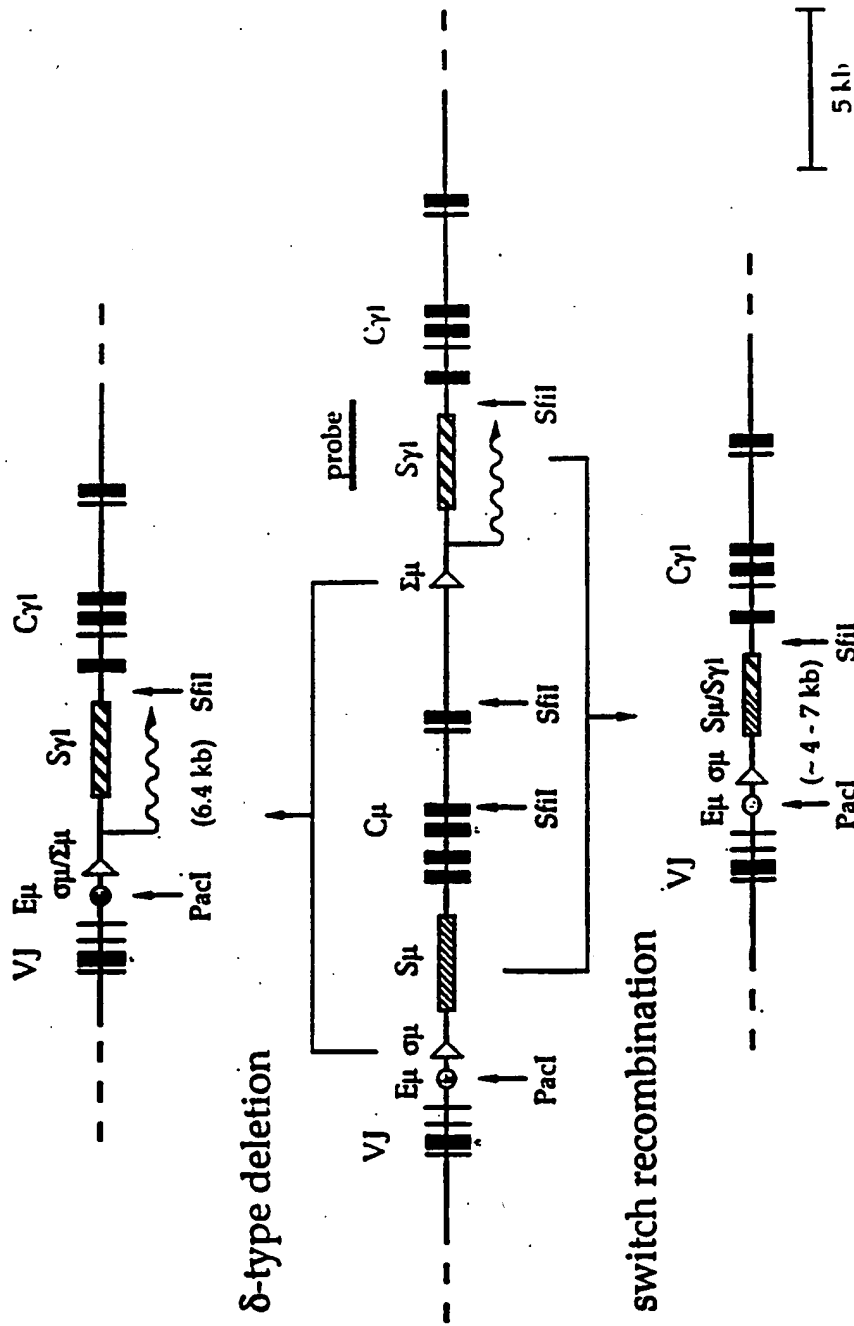 VJ Eμ σμ/Σμ Sγ1 Cγ1
PacI (6.4 kb) SfiI
δ-type deletion
probe
VJ Eμ σμ Sμ Cμ Σμ Sγ1 Cγ1
PacI SfiI SfiI SfiI
switch recombination
VJ Eμ σμ Sμ/Sγ1 Cγ1
PacI (~ 4 - 7 kb) SfiI
5 kb